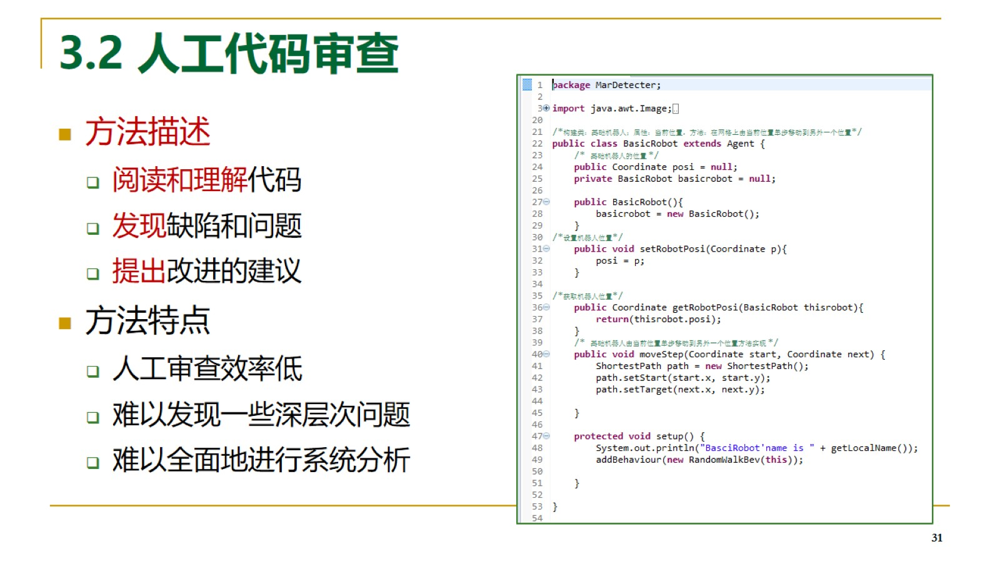 3.2 人工代码审查
方法描述
阅读和理解代码
发现缺陷和问题
提出改进的建议
方法特点
人工审查效率低
难以发现一些深层次问题
难以全面地进行系统分析
1 package MarDetecter;
2
3 import java.awt.Image;
20
21 /*构建类：基础机器人；属性：当前位置，方法：在网格上由当前位置单步移动到另外一个位置*/
22 public class BasicRobot extends Agent {
23 /* 基础机器人的位置 */
24 public Coordinate posi = null;
25 private BasicRobot basicrobot = null;
26
27 public BasicRobot(){
28 basicrobot = new BasicRobot();
29 }
30 /*设置机器人位置*/
31 public void setRobotPosi(Coordinate p){
32 posi = p;
33 }
34
35 /*获取机器人位置*/
36 public Coordinate getRobotPosi(BasicRobot thisrobot){
37 return(thisrobot.posi);
38 }
39 /* 基础机器人由当前位置单步移动到另外一个位置方法实现 */
40 public void moveStep(Coordinate start, Coordinate next) {
41 ShortestPath path = new ShortestPath();
42 path.setStart(start.x, start.y);
43 path.setTarget(next.x, next.y);
44
45 }
46
47 protected void setup() {
48 System.out.println("BasciRobot'name is " + getLocalName());
49 addBehaviour(new RandomWalkBev(this));
50
51 }
52
53 }
54
31